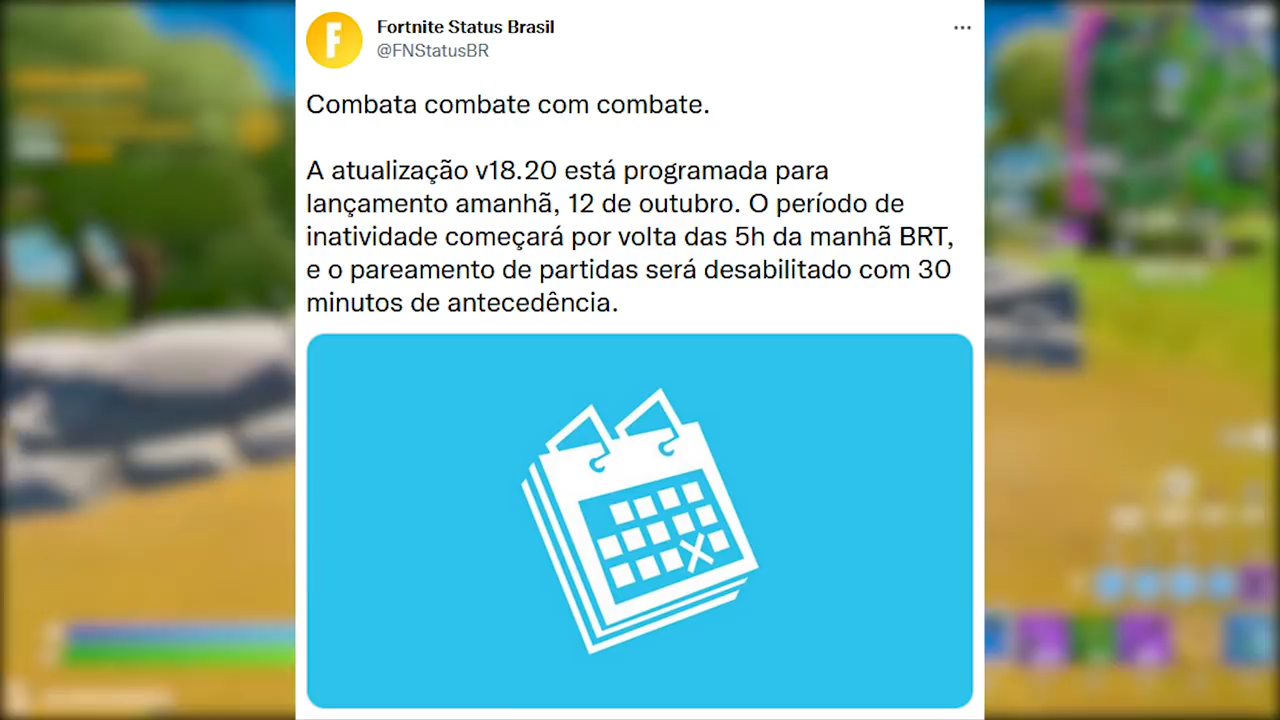 Fortnite Status Brasil
@FNStatusBR
Combata combate com combate.
A atualização v18.20 está programada para
lançamento amanhã, 12 de outubro. O período de
inatividade começará por volta das 5h da manhã BRT,
e o pareamento de partidas será desabilitado com 30
minutos de antecedência.